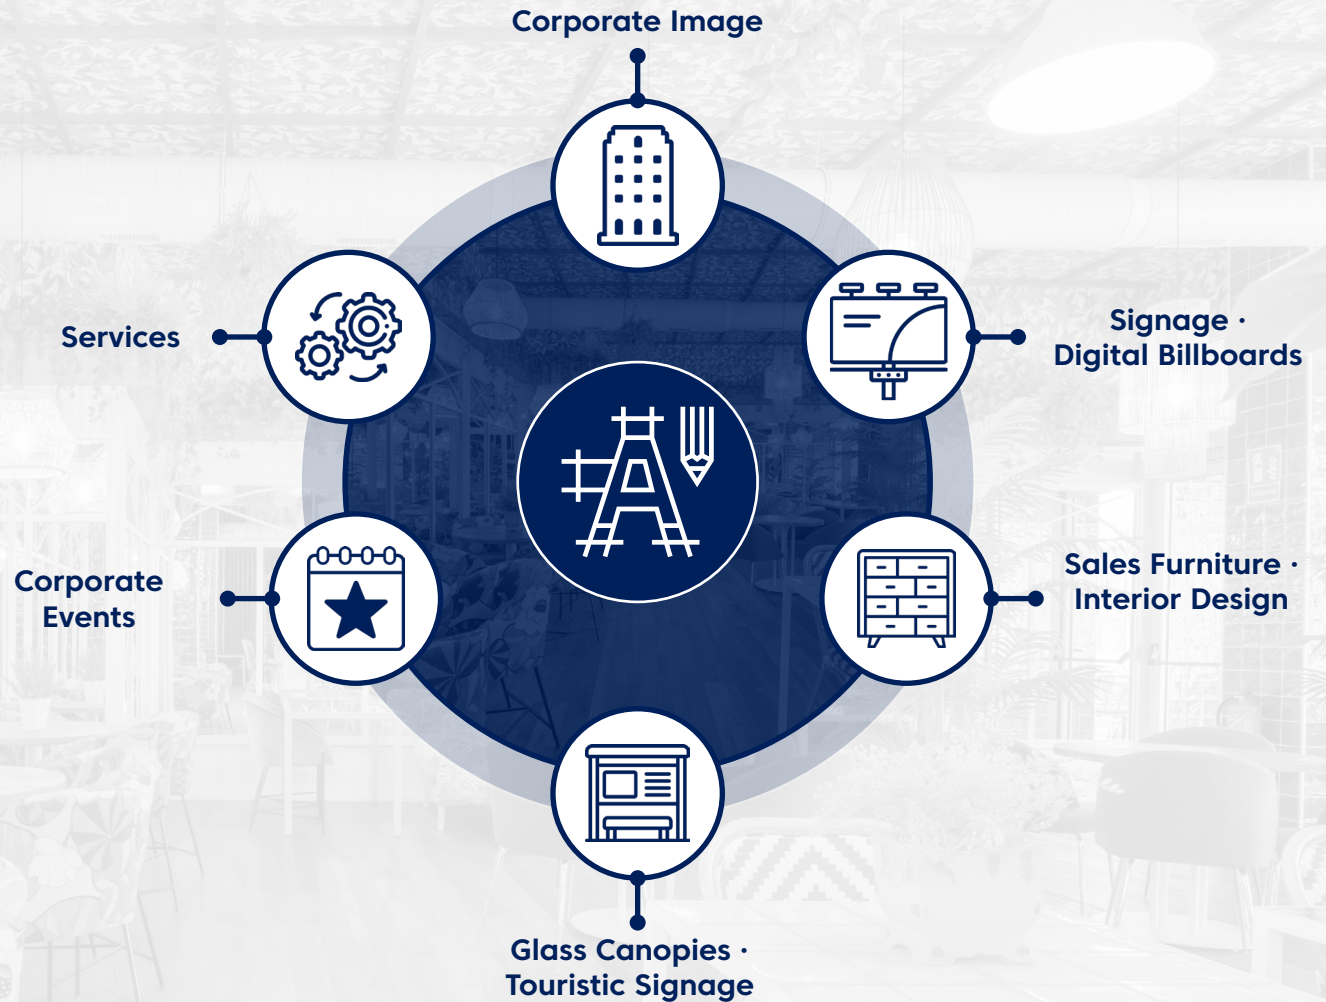 Corporate Image
Signage ·
Digital Billboards
Sales Furniture ·
Interior Design
Glass Canopies ·
Touristic Signage
Corporate
Events
Services